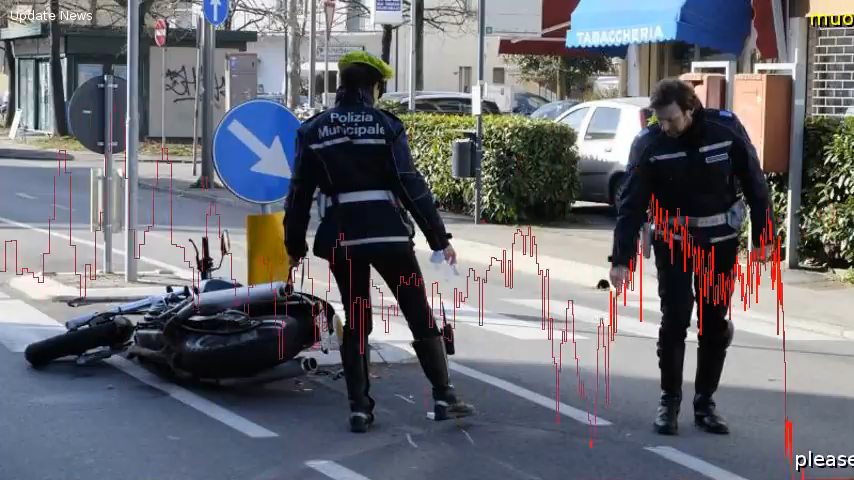 Update News
muo
TABACCHERIA
Polizia
Municipale
please